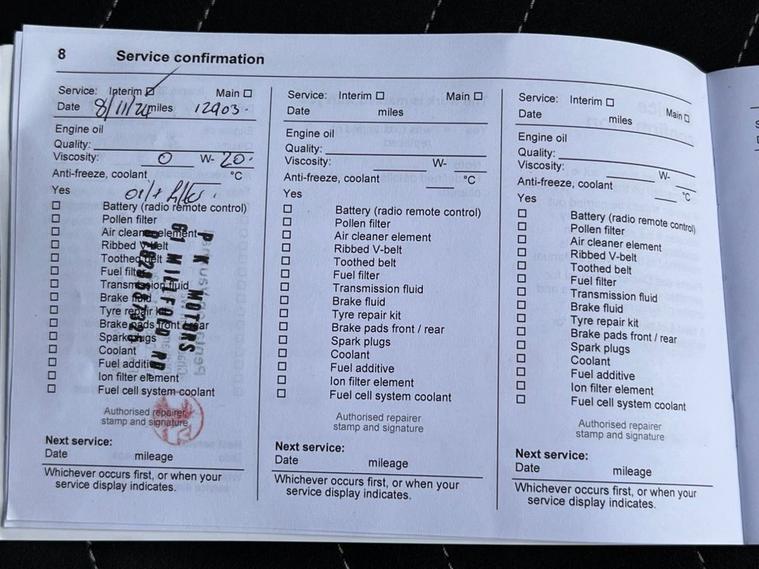 8 Service confirmation
Service: Interim ☐ Main ☐
Date 8/11/24 miles 12903.
Engine oil
Quality:
Viscosity: 0 W- 20.
Anti-freeze, coolant °C
oil + filter.
Yes
☐ Battery (radio remote control)
☐ Pollen filter
☐ Air cleaner element
☐ Ribbed V-belt
☐ Toothed belt
☐ Fuel filter
☐ Transmission fluid
☐ Brake fluid
☐ Tyre repair kit
☐ Brake pads front / rear
☐ Spark plugs
☐ Coolant
☐ Fuel additive
☐ Ion filter element
☐ Fuel cell system coolant
P K MOTORS
61 MILLFORD RD
Authorised repairer
stamp and signature
Next service:
Date mileage
Whichever occurs first, or when your
service display indicates.
Service: Interim ☐ Main ☐
Date miles
Engine oil
Quality:
Viscosity: W-
Anti-freeze, coolant °C
Yes
☐ Battery (radio remote control)
☐ Pollen filter
☐ Air cleaner element
☐ Ribbed V-belt
☐ Toothed belt
☐ Fuel filter
☐ Transmission fluid
☐ Brake fluid
☐ Tyre repair kit
☐ Brake pads front / rear
☐ Spark plugs
☐ Coolant
☐ Fuel additive
☐ Ion filter element
☐ Fuel cell system coolant
Authorised repairer
stamp and signature
Next service:
Date mileage
Whichever occurs first, or when your
service display indicates.
Service: Interim ☐ Main ☐
Date miles
Engine oil
Quality:
Viscosity: W-
Anti-freeze, coolant °C
Yes
☐ Battery (radio remote control)
☐ Pollen filter
☐ Air cleaner element
☐ Ribbed V-belt
☐ Toothed belt
☐ Fuel filter
☐ Transmission fluid
☐ Brake fluid
☐ Tyre repair kit
☐ Brake pads front / rear
☐ Spark plugs
☐ Coolant
☐ Fuel additive
☐ Ion filter element
☐ Fuel cell system coolant
Authorised repairer
stamp and signature
Next service:
Date mileage
Whichever occurs first, or when your
service display indicates.